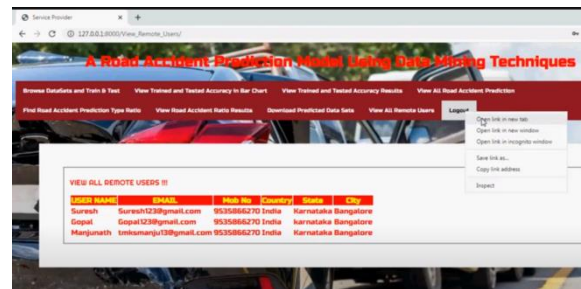 Service Provider
127.0.0.1:8000/View_Remote_Users/
A Road Accident Prediction Model Using Data Mining Techniques
Browse DataSets and Train & Test View Trained and Tested Accuracy in Bar Chart View Trained and Tested Accuracy Results View All Road Accident Prediction
Find Road Accident Prediction Type Ratio View Road Accident Ratio Results Download Predicted Data Sets View All Remote Users Logout
Open link in new tab
Open link in new window
Open link in incognito window
Save link as...
Copy link address
Inspect
VIEW ALL REMOTE USERS !!!
USER NAME EMAIL Mob No Country State City
Suresh Suresh123@gmail.com 9535866270 India Karnataka Bangalore
Gopal Gopal123@gmail.com 9535866270 India Karnataka Bangalore
Manjunath tmksmanju13@gmail.com 9535866270 India Karnataka Bangalore